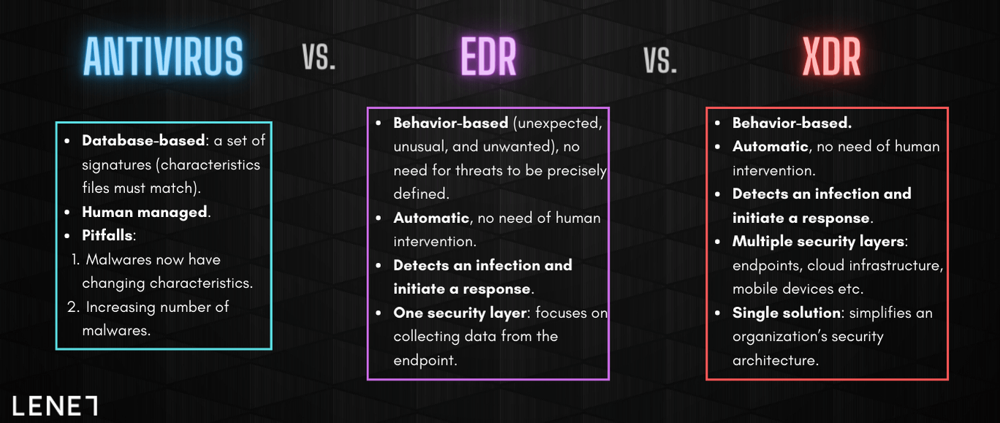 ANTIVIRUS
VS.
EDR
VS.
XDR
• Database-based: a set of
signatures (characteristics
files must match).
• Human managed.
• Pitfalls:
1. Malwares now have
changing characteristics.
2. Increasing number of
malwares.
• Behavior-based (unexpected,
unusual, and unwanted), no
need for threats to be precisely
defined.
• Automatic, no need of human
intervention.
• Detects an infection and
initiate a response.
• One security layer: focuses on
collecting data from the
endpoint.
• Behavior-based.
• Automatic, no need of human
intervention.
• Detects an infection and
initiate a response.
• Multiple security layers:
endpoints, cloud infrastructure,
mobile devices etc.
• Single solution: simplifies an
organization’s security
architecture.
LENET